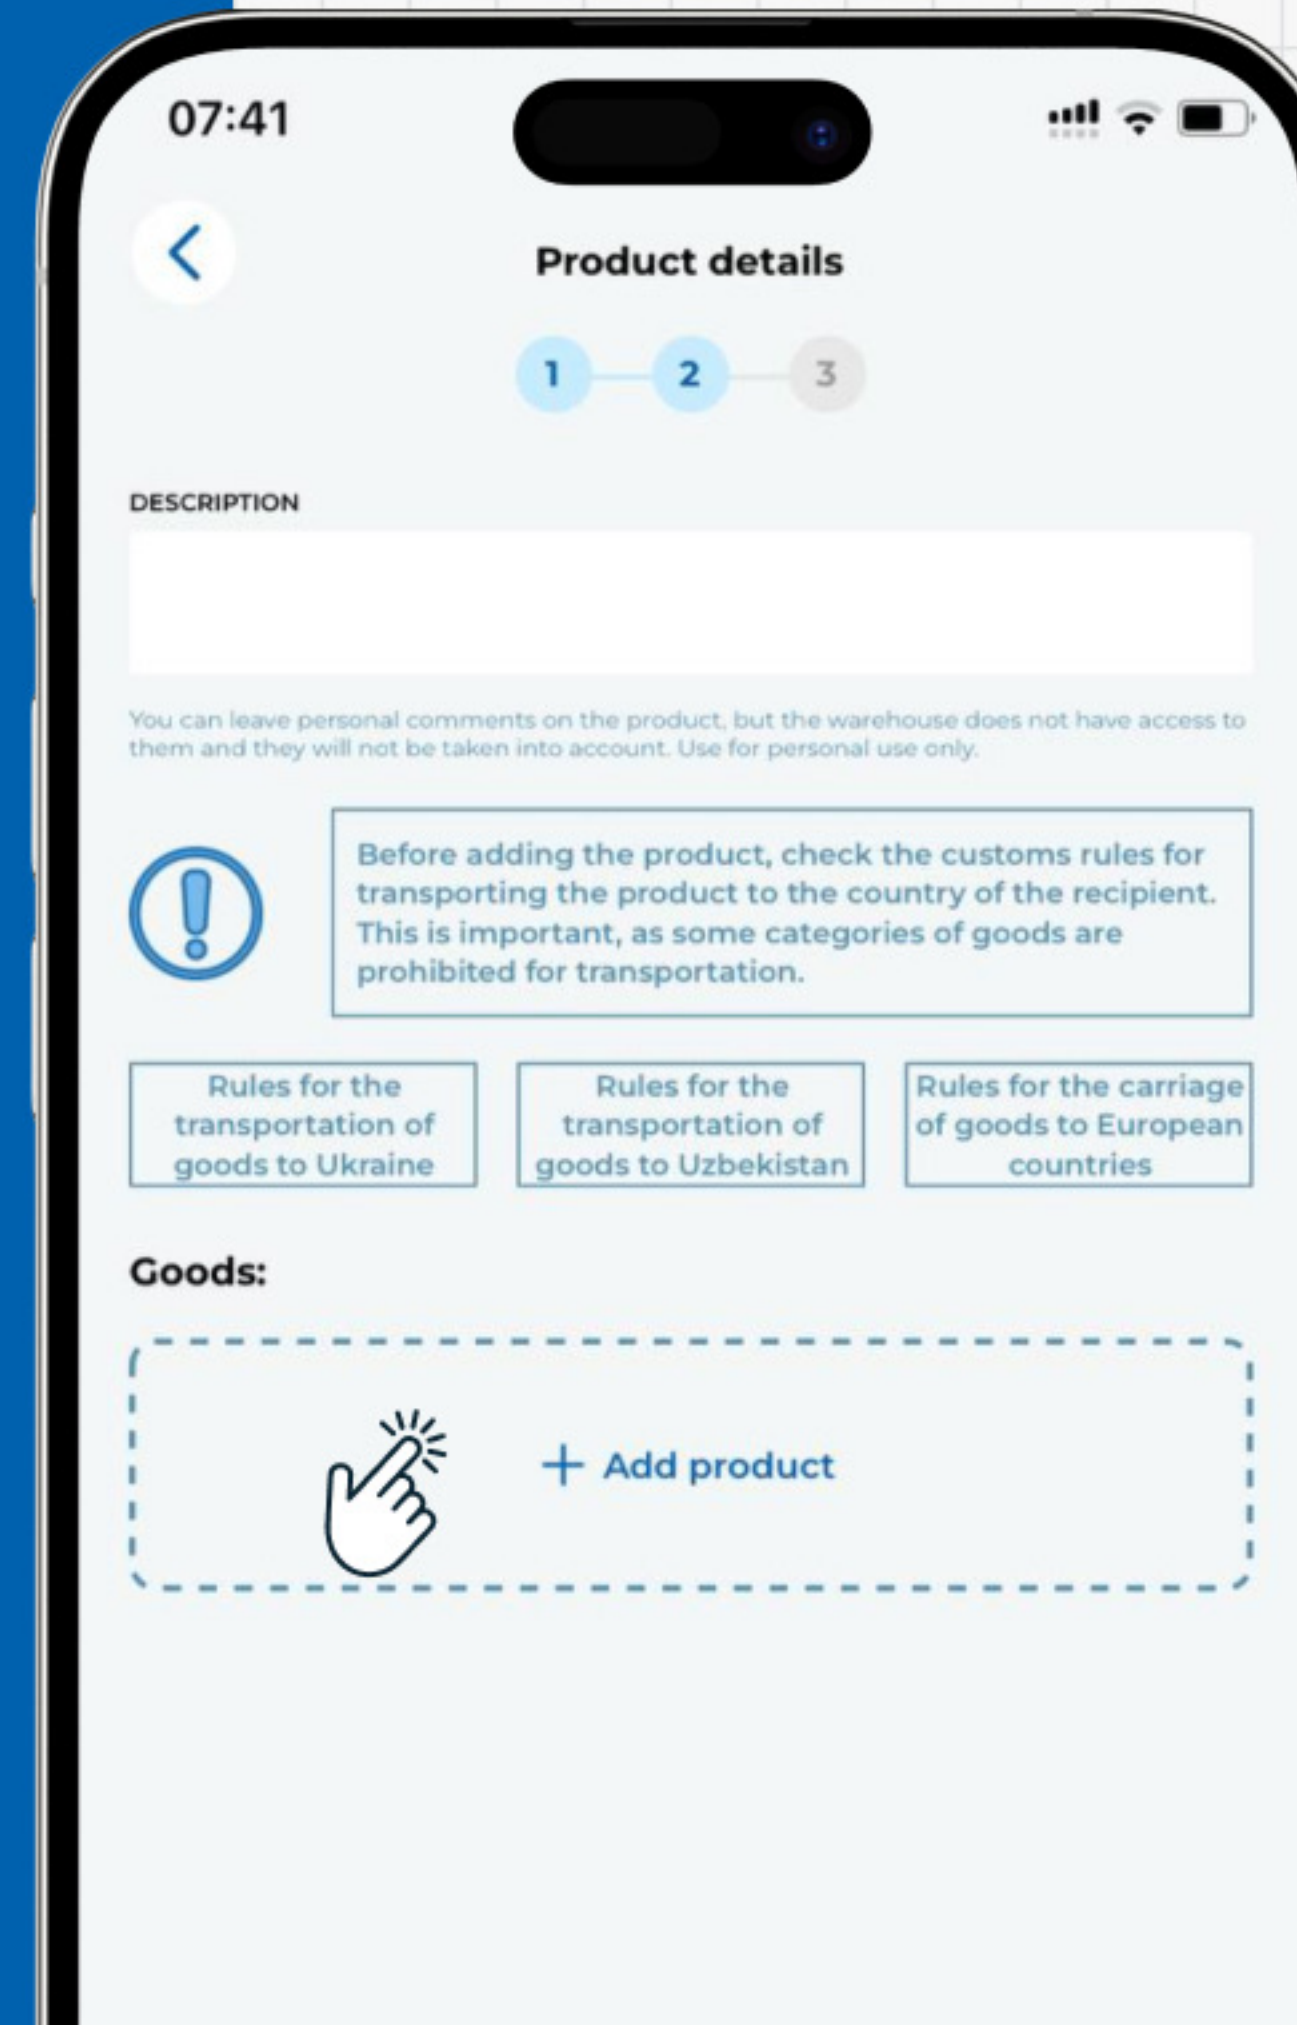 07:41
Product details
1
2
3
DESCRIPTION
You can leave personal comments on the product, but the warehouse does not have access to
them and they will not be taken into account. Use for personal use only.
Before adding the product, check the customs rules for
transporting the product to the country of the recipient.
This is important, as some categories of goods are
prohibited for transportation.
Rules for the
transportation of
goods to Ukraine
Rules for the
transportation of
goods to Uzbekistan
Rules for the carriage
of goods to European
countries
Goods:
+ Add product